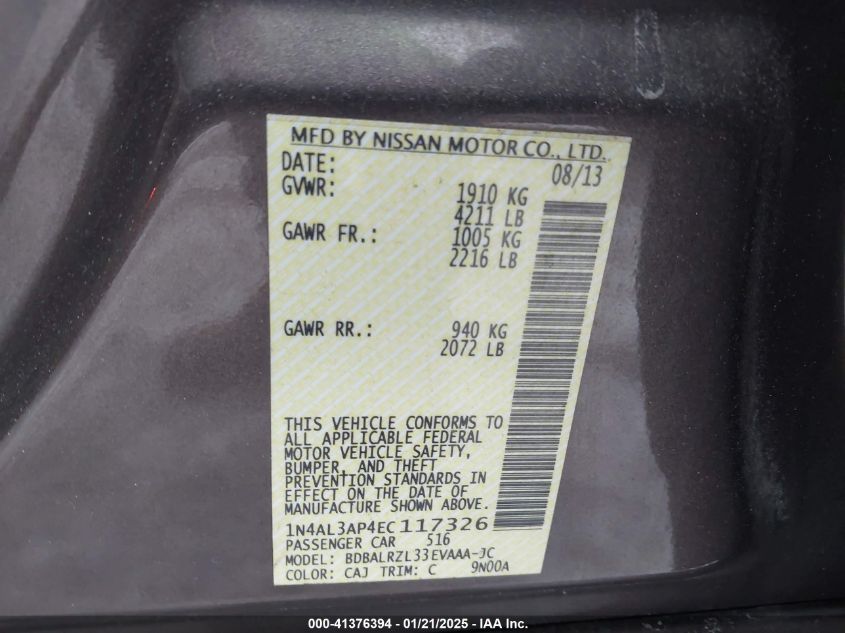 MFD BY NISSAN MOTOR CO., LTD.
DATE: 08/13
GVWR: 1910 KG
4211 LB
GAWR FR.: 1005 KG
2216 LB
GAWR RR.: 940 KG
2072 LB
THIS VEHICLE CONFORMS TO
ALL APPLICABLE FEDERAL
MOTOR VEHICLE SAFETY,
BUMPER, AND THEFT
PREVENTION STANDARDS IN
EFFECT ON THE DATE OF
MANUFACTURE SHOWN ABOVE.
1N4AL3AP4EC117326
PASSENGER CAR 516
MODEL: BDBALRZL33EVAAA-JC
COLOR: CAJ TRIM: C 9N00A
000-41376394 - 01/21/2025 - IAA Inc.